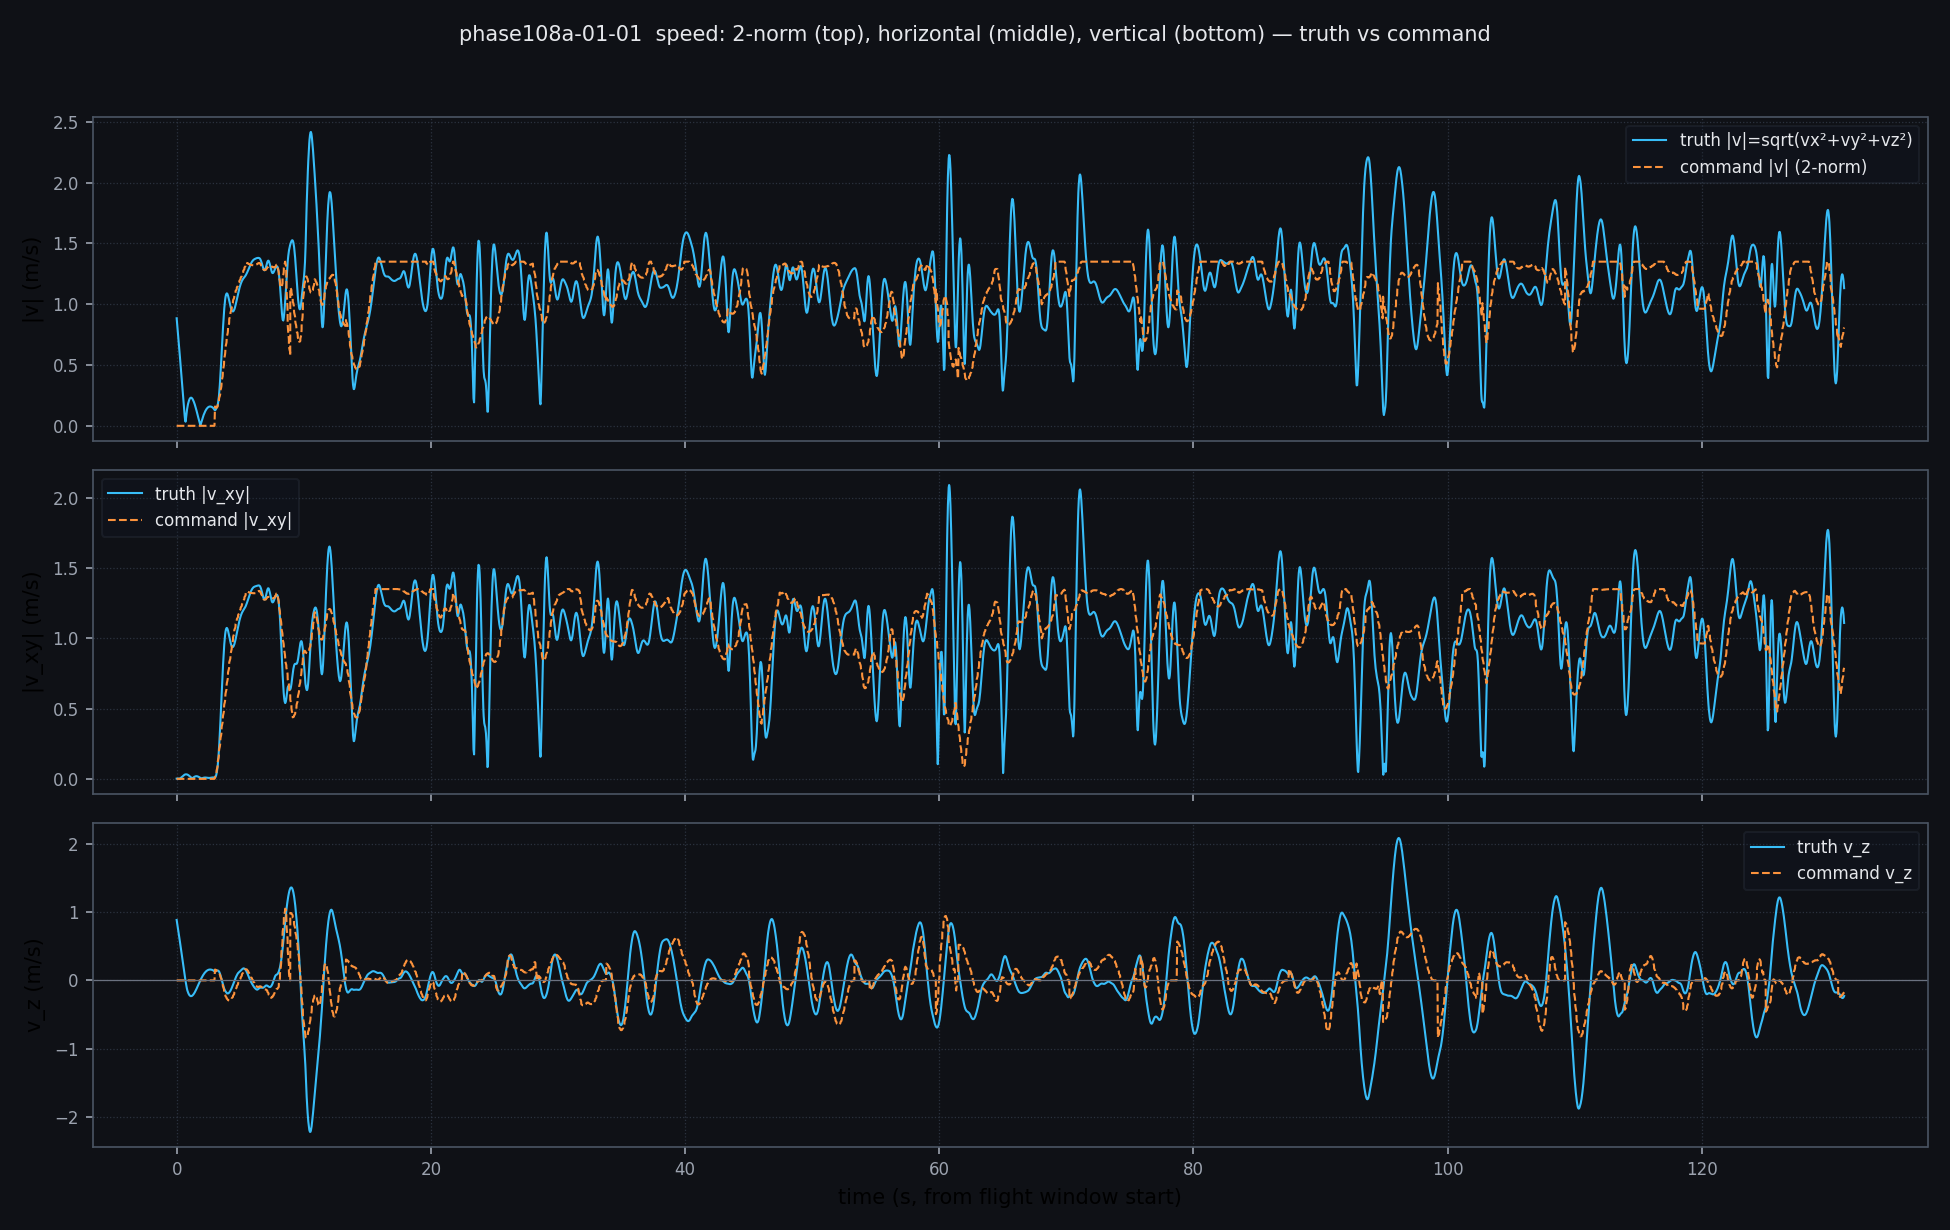 phase108a-01-01  speed: 2-norm (top), horizontal (middle), vertical (bottom) — truth vs command
2.5
2.0
1.5
1.0
0.5
0.0
|v| (m/s)
truth |v|=sqrt(vx²+vy²+vz²)
command |v| (2-norm)
2.0
1.5
1.0
0.5
0.0
|v_xy| (m/s)
truth |v_xy|
command |v_xy|
2
1
0
−1
−2
v_z (m/s)
truth v_z
command v_z
0
20
40
60
80
100
120
time (s, from flight window start)